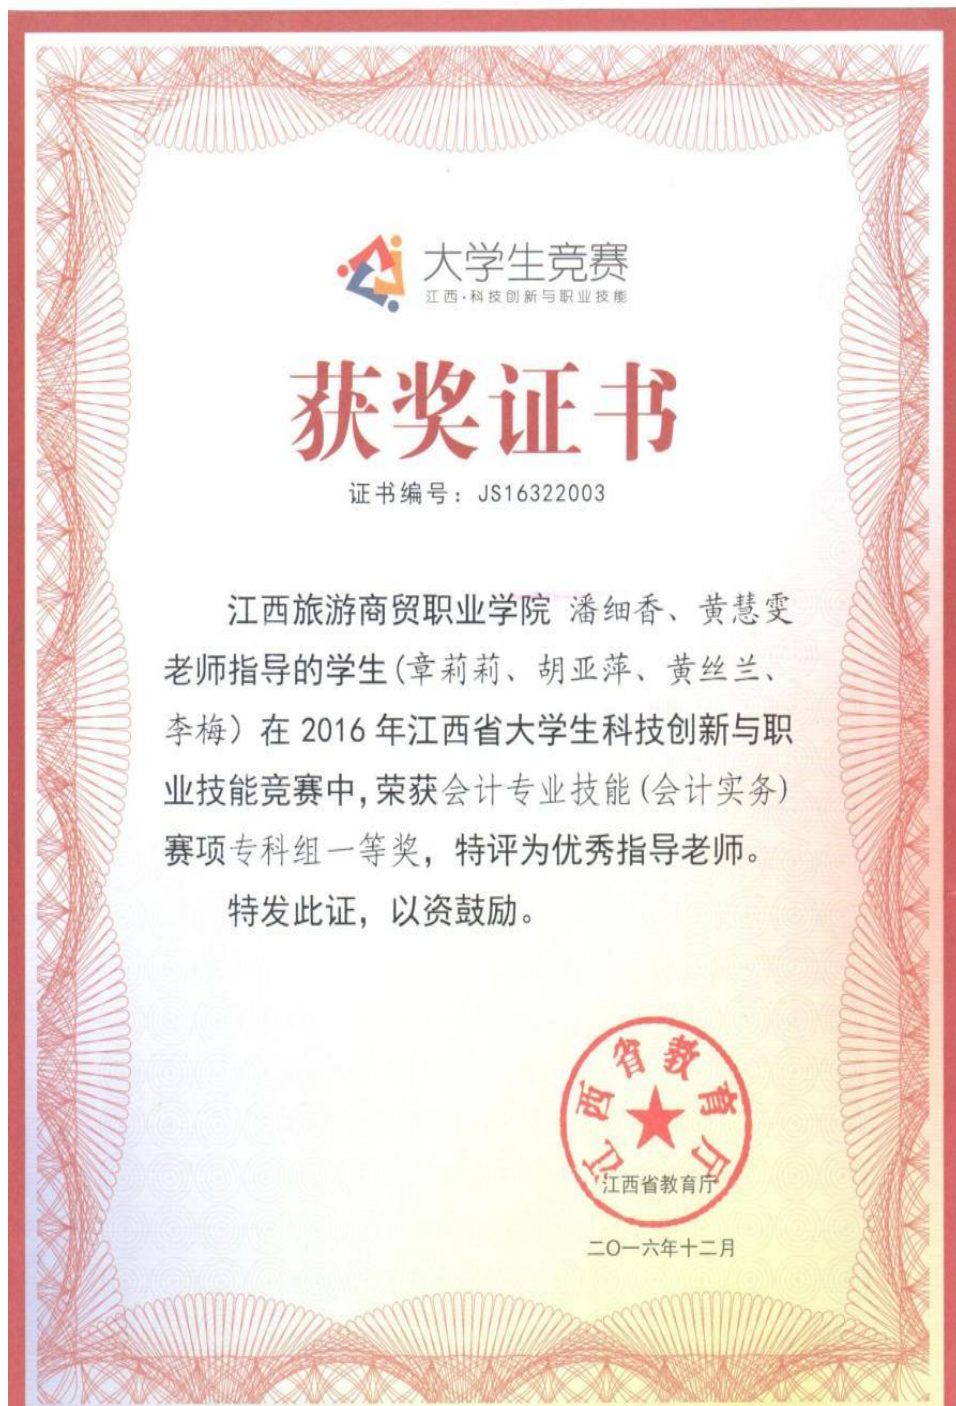 大学生竞赛
江西·科技创新与职业技能
获奖证书
证书编号：JS16322003
江西旅游商贸职业学院 潘细香、黄慧雯
老师指导的学生(章莉莉、胡亚萍、黄丝兰、
李梅）在 2016 年江西省大学生科技创新与职
业技能竞赛中,荣获会计专业技能(会计实务)
赛项专科组一等奖，特评为优秀指导老师。
特发此证，以资鼓励。
江西省教育厅
江西省教育厅
二〇一六年十二月